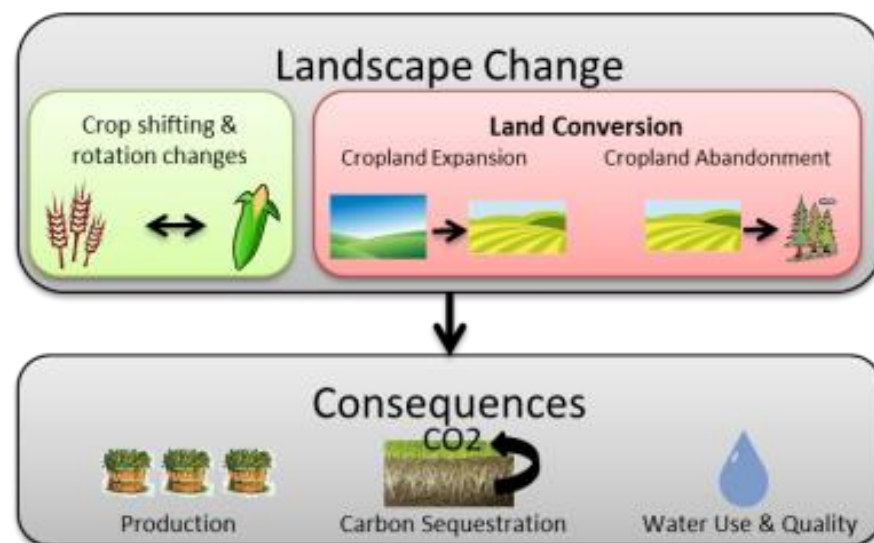 Landscape Change
Crop shifting &
rotation changes
Land Conversion
Cropland Expansion
Cropland Abandonment
Consequences
CO2
Production
Carbon Sequestration
Water Use & Quality